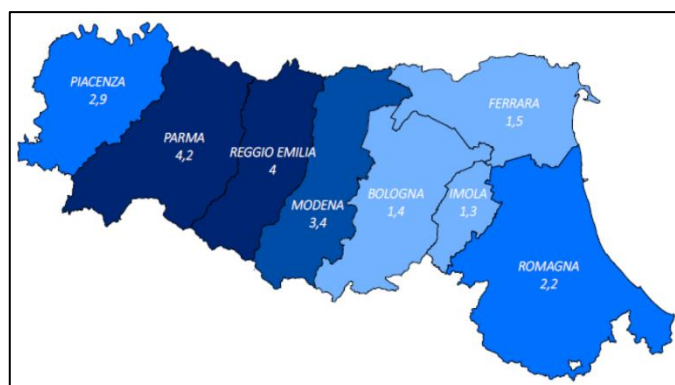 PIACENZA
2,9
PARMA
4,2
REGGIO EMILIA
4
MODENA
3,4
BOLOGNA
1,4
FERRARA
1,5
IMOLA
1,3
ROMAGNA
2,2